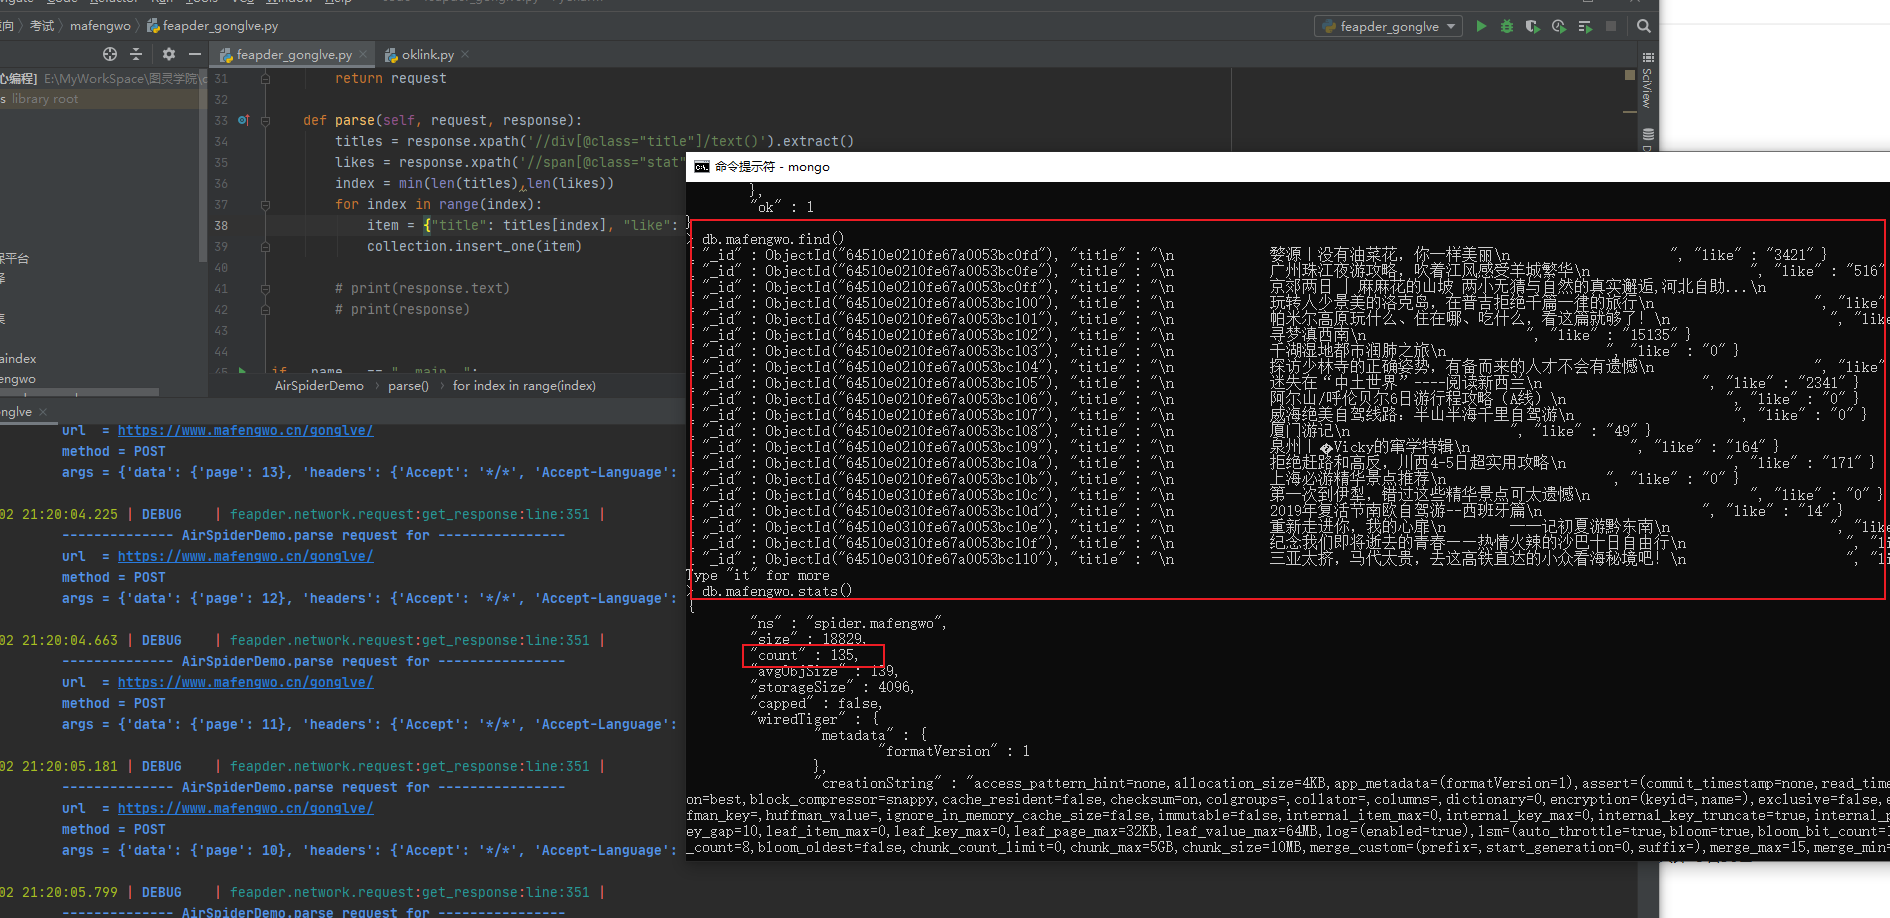 Code Refactor Run Tools VCS Window Help
考试 mafengwo feapder_gonglve.py
feapder_gonglve
feapder_gonglve.py oklink.py
心编程] E:\MyWorkSpace\图灵学院\
library root
aindex
engwo
31 return request
32
33 def parse(self, request, response):
34 titles = response.xpath('//div[@class="title"]/text()').extract()
35 likes = response.xpath('//span[@class="stat"
36 index = min(len(titles),len(likes))
37 for index in range(index):
38 item = {"title": titles[index], "like":
39 collection.insert_one(item)
40
41 # print(response.text)
42 # print(response)
43
44
45 if __name__ == "__main__":
AirSpiderDemo parse() for index in range(index)
SciView
onglve
url = https://www.mafengwo.cn/gonglve/
method = POST
args = {'data': {'page': 13}, 'headers': {'Accept': '*/*', 'Accept-Language':
02 21:20:04.225 | DEBUG | feapder.network.request:get_response:line:351 |
-------------- AirSpiderDemo.parse request for ----------------
url = https://www.mafengwo.cn/gonglve/
method = POST
args = {'data': {'page': 12}, 'headers': {'Accept': '*/*', 'Accept-Language':
02 21:20:04.663 | DEBUG | feapder.network.request:get_response:line:351 |
-------------- AirSpiderDemo.parse request for ----------------
url = https://www.mafengwo.cn/gonglve/
method = POST
args = {'data': {'page': 11}, 'headers': {'Accept': '*/*', 'Accept-Language':
02 21:20:05.181 | DEBUG | feapder.network.request:get_response:line:351 |
-------------- AirSpiderDemo.parse request for ----------------
url = https://www.mafengwo.cn/gonglve/
method = POST
args = {'data': {'page': 10}, 'headers': {'Accept': '*/*', 'Accept-Language':
02 21:20:05.799 | DEBUG | feapder.network.request:get_response:line:351 |
-------------- AirSpiderDemo.parse request for ----------------
命令提示符 - mongo
},
"ok" : 1
}
> db.mafengwo.find()
"_id" : ObjectId("64510e0210fe67a0053bc0fd"), "title" : "\n 婺源丨没有油菜花，你一样美丽\n ", "like" : "3421" }
"_id" : ObjectId("64510e0210fe67a0053bc0fe"), "title" : "\n 广州珠江夜游攻略，吹着江风感受羊城繁华\n ", "like" : "516"
"_id" : ObjectId("64510e0210fe67a0053bc0ff"), "title" : "\n 京郊两日 | 麻麻花的山坡 两小无猜与自然的真实邂逅,河北自助...\n
"_id" : ObjectId("64510e0210fe67a0053bc100"), "title" : "\n 玩转人少景美的洛克岛，在普吉拒绝千篇一律的旅行\n ", "like"
"_id" : ObjectId("64510e0210fe67a0053bc101"), "title" : "\n 帕米尔高原玩什么、住在哪、吃什么，看这篇就够了！\n ", "lik
"_id" : ObjectId("64510e0210fe67a0053bc102"), "title" : "\n 寻梦滇西南\n ", "like" : "15135" }
"_id" : ObjectId("64510e0210fe67a0053bc103"), "title" : "\n 千湖湿地都市润肺之旅\n ", "like" : "0" }
"_id" : ObjectId("64510e0210fe67a0053bc104"), "title" : "\n 探访少林寺的正确姿势，有备而来的人才不会有遗憾\n ", "like"
"_id" : ObjectId("64510e0210fe67a0053bc105"), "title" : "\n 迷失在“中土世界”----阅读新西兰\n ", "like" : "2341" }
"_id" : ObjectId("64510e0210fe67a0053bc106"), "title" : "\n 阿尔山/呼伦贝尔6日游行程攻略（A线）\n ", "like" : "0" }
"_id" : ObjectId("64510e0210fe67a0053bc107"), "title" : "\n 威海绝美自驾线路：半山半海千里自驾游\n ", "like" : "0" }
"_id" : ObjectId("64510e0210fe67a0053bc108"), "title" : "\n 厦门游记\n ", "like" : "49" }
"_id" : ObjectId("64510e0210fe67a0053bc109"), "title" : "\n 泉州丨�Vicky的窜学特辑\n ", "like" : "164" }
"_id" : ObjectId("64510e0210fe67a0053bc10a"), "title" : "\n 拒绝赶路和高反，川西4-5日超实用攻略\n ", "like" : "171" }
"_id" : ObjectId("64510e0210fe67a0053bc10b"), "title" : "\n 上海必游精华景点推荐\n ", "like" : "0" }
"_id" : ObjectId("64510e0310fe67a0053bc10c"), "title" : "\n 第一次到伊犁，错过这些精华景点可太遗憾\n ", "like" : "0" }
"_id" : ObjectId("64510e0310fe67a0053bc10d"), "title" : "\n 2019年复活节南欧自驾游--西班牙篇\n ", "like" : "14" }
"_id" : ObjectId("64510e0310fe67a0053bc10e"), "title" : "\n 重新走进你，我的心扉\n ——记初夏游黔东南\n ", "like
"_id" : ObjectId("64510e0310fe67a0053bc10f"), "title" : "\n 纪念我们即将逝去的青春——热情火辣的沙巴十日自由行\n ", "li
"_id" : ObjectId("64510e0310fe67a0053bc110"), "title" : "\n 三亚太挤，马代太贵，去这高铁直达的小众看海秘境吧！\n ", "l
Type "it" for more
> db.mafengwo.stats()
{
"ns" : "spider.mafengwo",
"size" : 18829,
"count" : 135,
"avgObjSize" : 139,
"storageSize" : 4096,
"capped" : false,
"wiredTiger" : {
"metadata" : {
"formatVersion" : 1
},
"creationString" : "access_pattern_hint=none,allocation_size=4KB,app_metadata=(formatVersion=1),assert=(commit_timestamp=none,read_time
on=best,block_compressor=snappy,cache_resident=false,checksum=on,colgroups=,collator=,columns=,dictionary=0,encryption=(keyid=,name=),exclusive=false,e
fman_key=,huffman_value=,ignore_in_memory_cache_size=false,immutable=false,internal_item_max=0,internal_key_max=0,internal_key_truncate=true,internal_p
ey_gap=10,leaf_item_max=0,leaf_key_max=0,leaf_page_max=32KB,leaf_value_max=64MB,log=(enabled=true),lsm=(auto_throttle=true,bloom=true,bloom_bit_count=1
_count=8,bloom_oldest=false,chunk_count_limit=0,chunk_max=5GB,chunk_size=10MB,merge_custom=(prefix=,start_generation=0,suffix=),merge_max=15,merge_min=